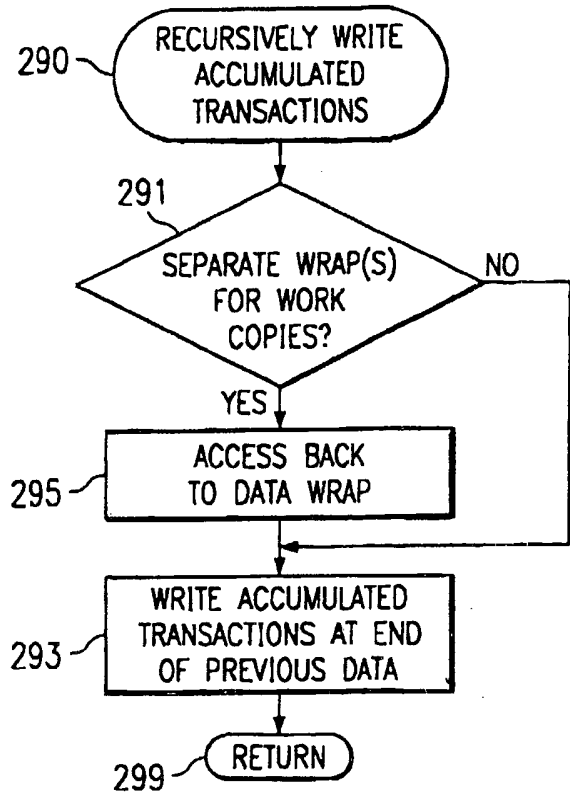 290
RECURSIVELY WRITE
ACCUMULATED
TRANSACTIONS
291
SEPARATE WRAP(S)
FOR WORK
COPIES?
NO
YES
295
ACCESS BACK
TO DATA WRAP
293
WRITE ACCUMULATED
TRANSACTIONS AT END
OF PREVIOUS DATA
299
RETURN